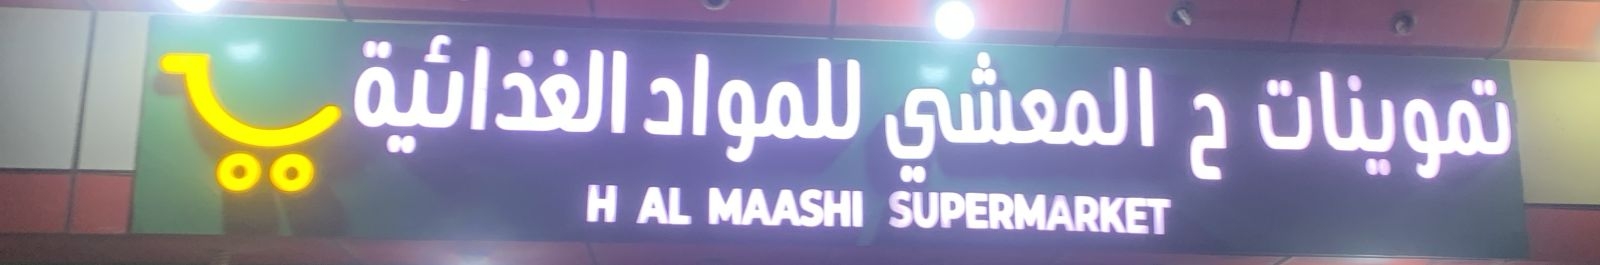 تموينات ح المعشي للمواد الغذائية
H AL MAASHI SUPERMARKET